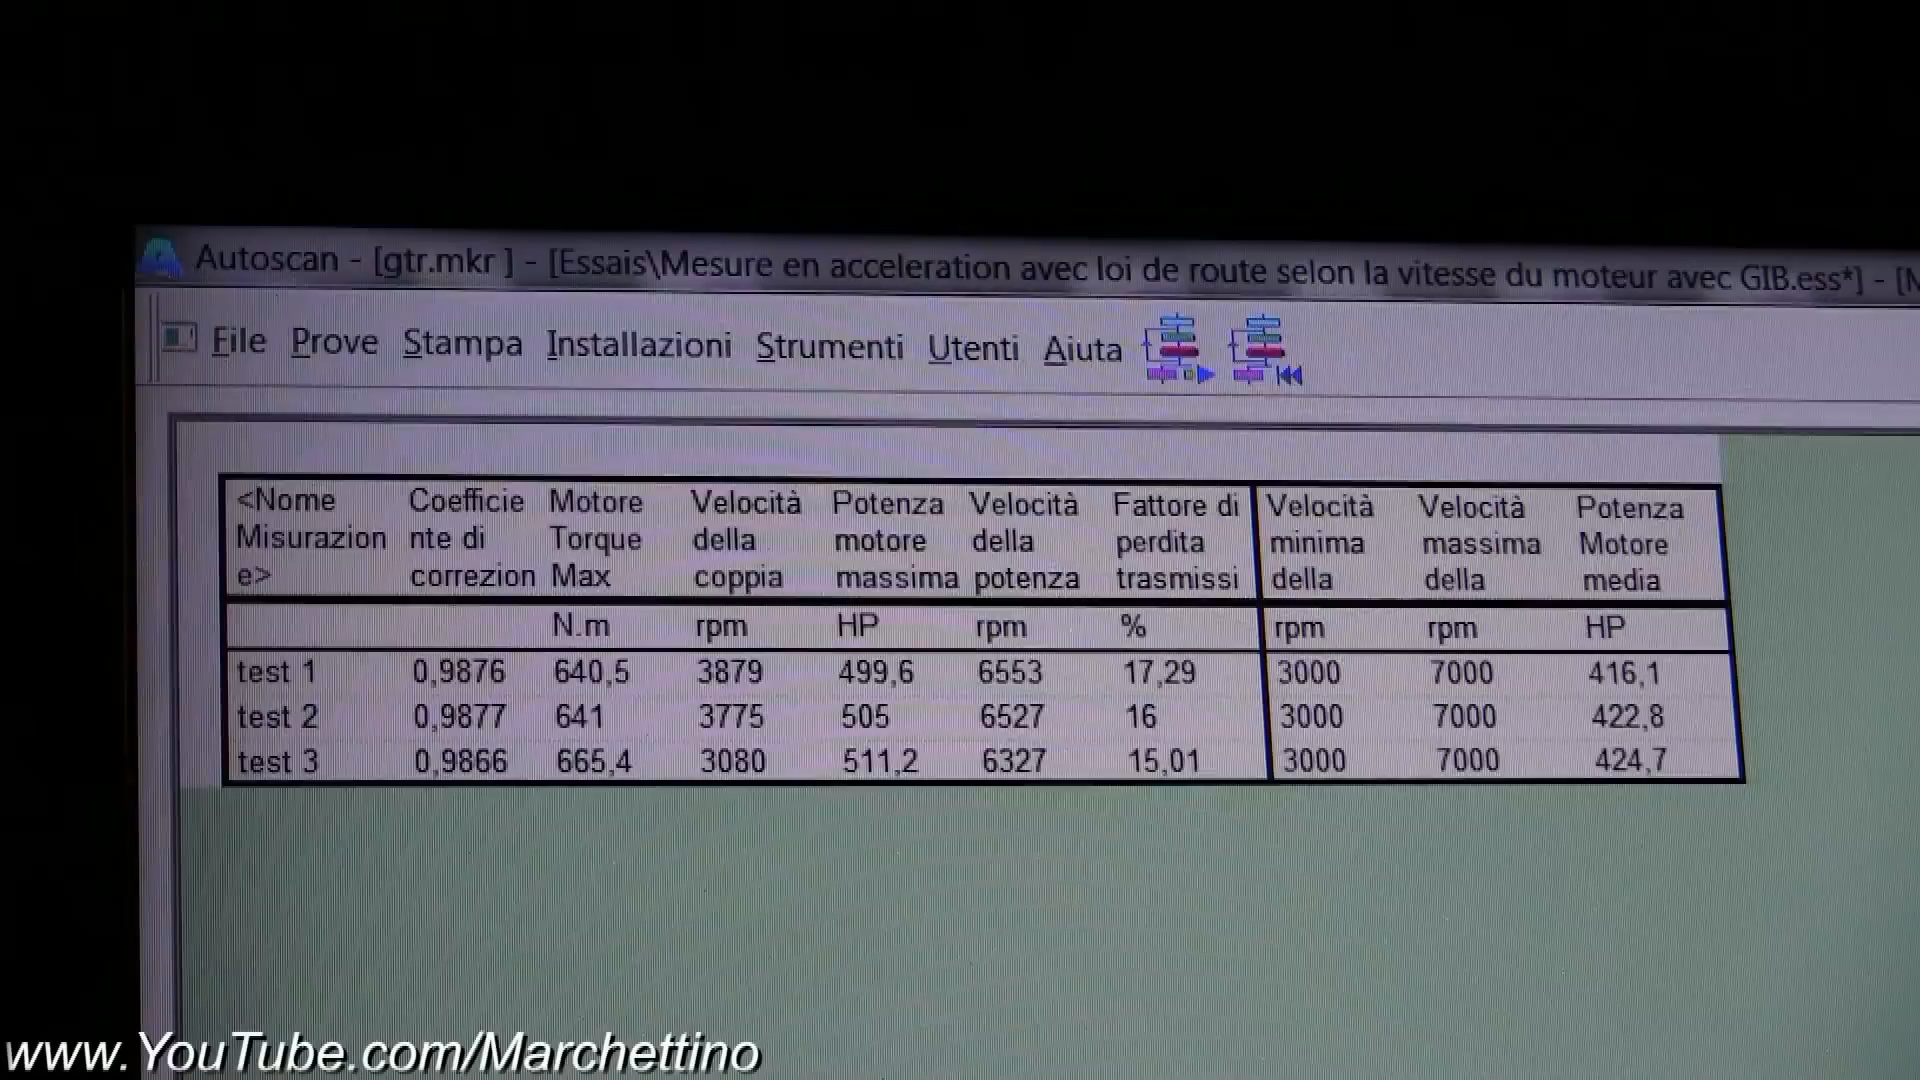 Autoscan - [gtr.mkr ] - [Essais\Mesure en acceleration avec loi de route selon la vitesse du moteur avec GIB.ess*] - [M
File Prove Stampa Installazioni Strumenti Utenti Aiuta
<Nome Coefficie Motore Velocità Potenza Velocità Fattore di Velocità Velocità Potenza
Misurazion nte di Torque della motore della perdita minima massima Motore
e> correzion Max coppia massima potenza trasmissi della della media
N.m rpm HP rpm % rpm rpm HP
test 1 0,9876 640,5 3879 499,6 6553 17,29 3000 7000 416,1
test 2 0,9877 641 3775 505 6527 16 3000 7000 422,8
test 3 0,9866 665,4 3080 511,2 6327 15,01 3000 7000 424,7
www.YouTube.com/Marchettino